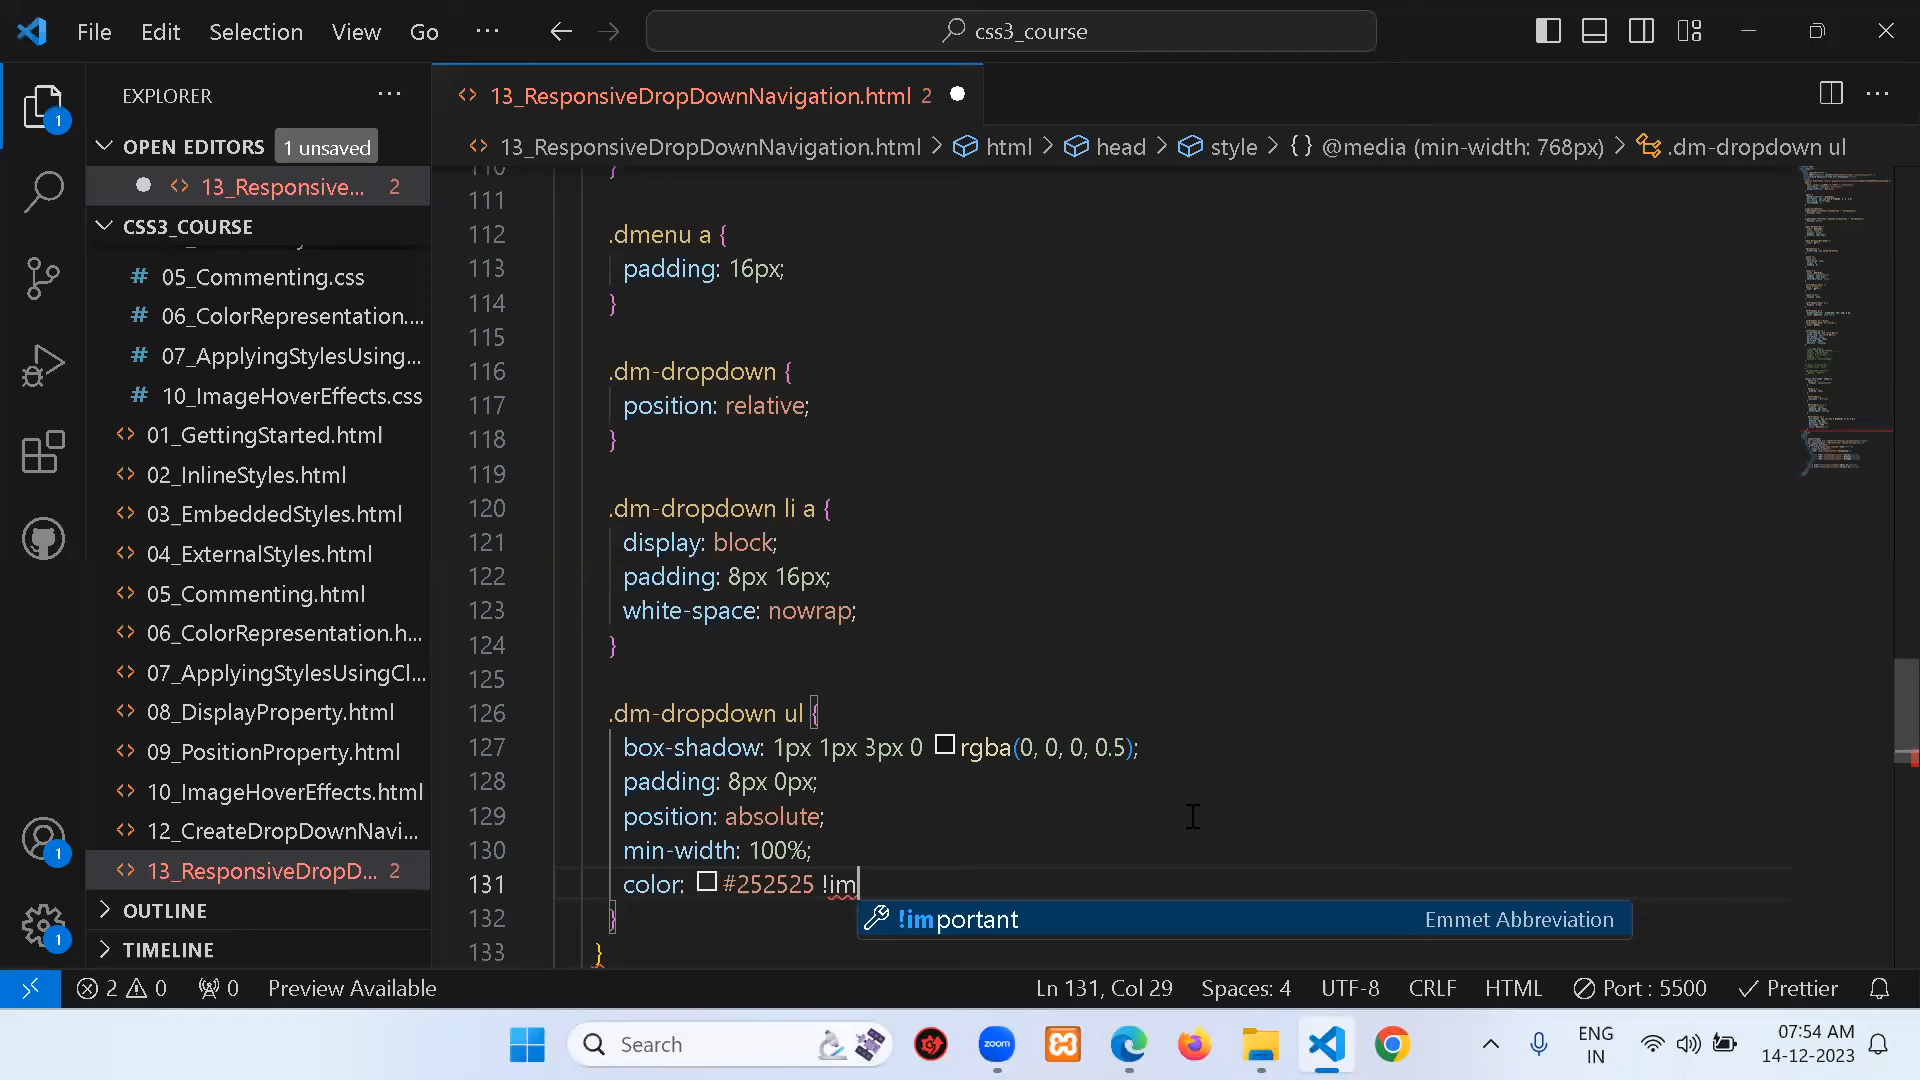 File Edit Selection View Go ···
css3_course
EXPLORER ···
13_ResponsiveDropDownNavigation.html 2
OPEN EDITORS 1 unsaved
13_ResponsiveDropDownNavigation.html > html > head > style > {} @media (min-width: 768px) > .dm-dropdown ul
13_Responsive... 2
CSS3_COURSE
05_Commenting.css
06_ColorRepresentation....
07_ApplyingStylesUsing...
10_ImageHoverEffects.css
01_GettingStarted.html
02_InlineStyles.html
03_EmbeddedStyles.html
04_ExternalStyles.html
05_Commenting.html
06_ColorRepresentation.h...
07_ApplyingStylesUsingCl...
08_DisplayProperty.html
09_PositionProperty.html
10_ImageHoverEffects.html
12_CreateDropDownNavi...
13_ResponsiveDropD... 2
OUTLINE
TIMELINE
110 }
111
112 .dmenu a {
113 padding: 16px;
114 }
115
116 .dm-dropdown {
117 position: relative;
118 }
119
120 .dm-dropdown li a {
121 display: block;
122 padding: 8px 16px;
123 white-space: nowrap;
124 }
125
126 .dm-dropdown ul {
127 box-shadow: 1px 1px 3px 0 rgba(0, 0, 0, 0.5);
128 padding: 8px 0px;
129 position: absolute;
130 min-width: 100%;
131 color: #252525 !im
!important Emmet Abbreviation
132 }
133 }
1
1
1
2 0 0 Preview Available Ln 131, Col 29 Spaces: 4 UTF-8 CRLF HTML Port : 5500 Prettier
Search zoom ENG IN 07:54 AM 14-12-2023